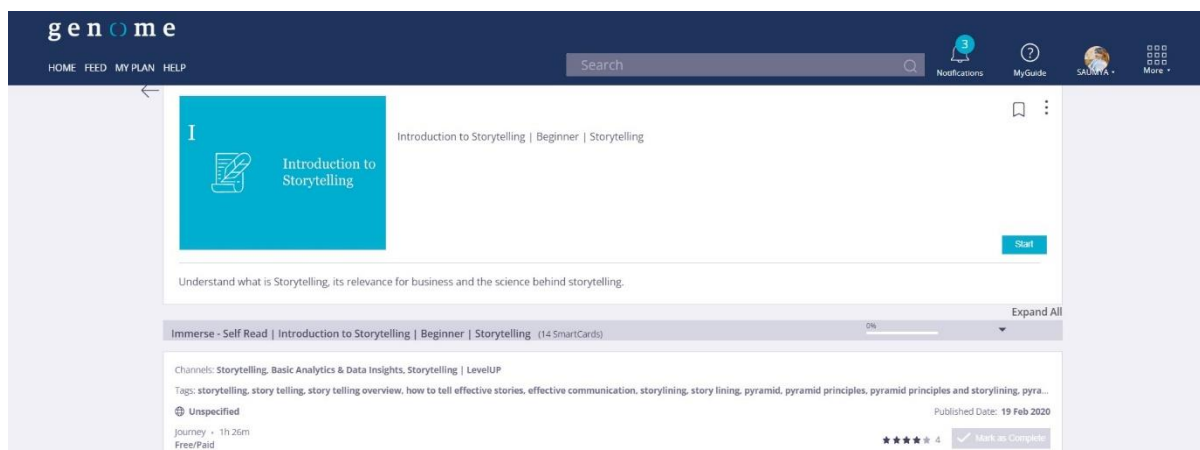 genome
HOME FEED MY PLAN HELP
Search
3
Notifications
MyGuide
SAUMYA
More
Introduction to
Storytelling
Introduction to Storytelling | Beginner | Storytelling
Start
Understand what is Storytelling, its relevance for business and the science behind storytelling.
Expand All
Immerse - Self Read | Introduction to Storytelling | Beginner | Storytelling (14 SmartCards)
0%
Channels: Storytelling, Basic Analytics & Data Insights, Storytelling | LevelUP
Tags: storytelling, story telling, story telling overview, how to tell effective stories, effective communication, storylining, story lining, pyramid, pyramid principles, pyramid principles and storylining, pyra...
Unspecified
Published Date: 19 Feb 2020
Journey • 1h 26m
Free/Paid
4
Mark as Complete